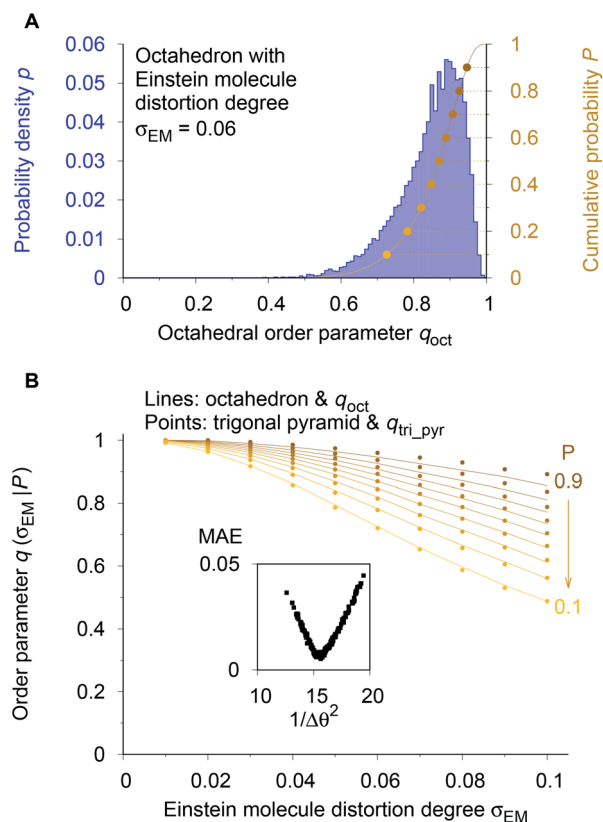 A
Octahedron with
Einstein molecule
distortion degree
σEM = 0.06
Probability density p
0.06
0.05
0.04
0.03
0.02
0.01
0
Cumulative probability P
1
0.8
0.6
0.4
0.2
0
0 0.2 0.4 0.6 0.8 1
Octahedral order parameter qoct
B
Lines: octahedron & qoct
Points: trigonal pyramid & qtri_pyr
Order parameter q (σEM |P)
1
0.8
0.6
0.4
0.2
0
P
0.9
0.1
MAE
0.05
0
10 15 20
1/Δθ²
0 0.02 0.04 0.06 0.08 0.1
Einstein molecule distortion degree σEM